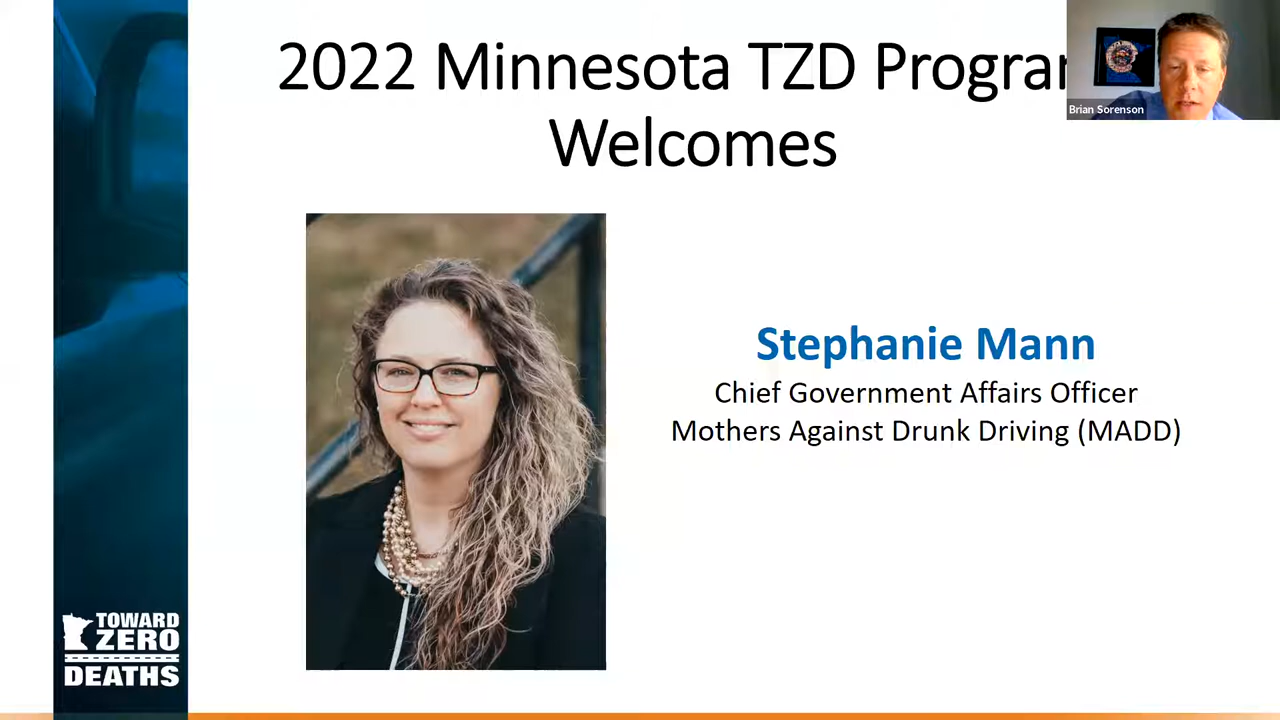 2022 Minnesota TZD Progra
Welcomes
Brian Sorenson
Stephanie Mann
Chief Government Affairs Officer
Mothers Against Drunk Driving (MADD)
TOWARD
ZERO
DEATHS